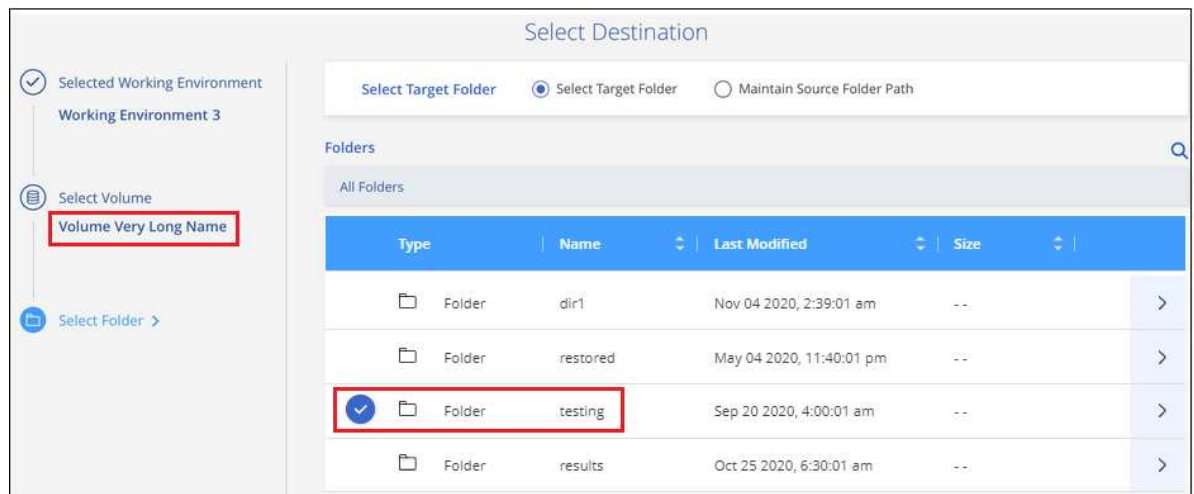 Select Destination
Selected Working Environment
Working Environment 3
Select Volume
Volume Very Long Name
Select Folder >
Select Target Folder Select Target Folder Maintain Source Folder Path
Folders
All Folders
Type Name Last Modified Size
Folder dir1 Nov 04 2020, 2:39:01 am - -
Folder restored May 04 2020, 11:40:01 pm - -
Folder testing Sep 20 2020, 4:00:01 am - -
Folder results Oct 25 2020, 6:30:01 am - -